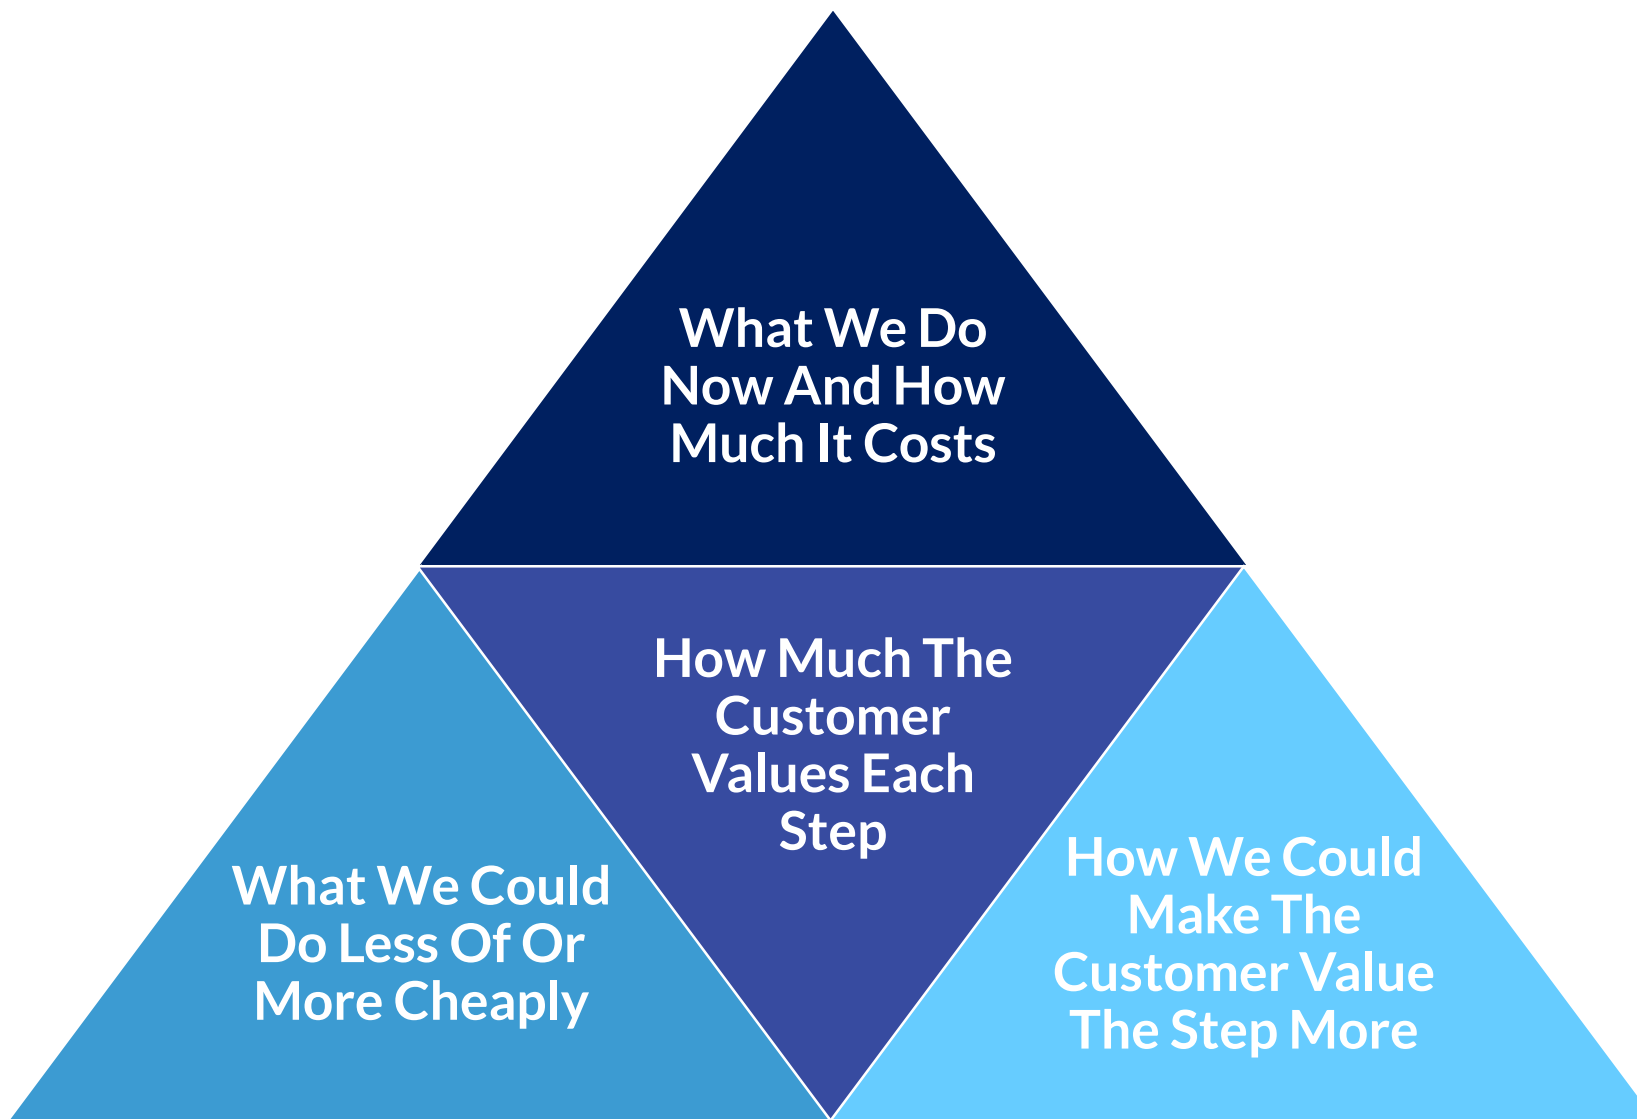 What We Do
Now And How
Much It Costs
How Much The
Customer
Values Each
Step
What We Could
Do Less Of Or
More Cheaply
How We Could
Make The
Customer Value
The Step More